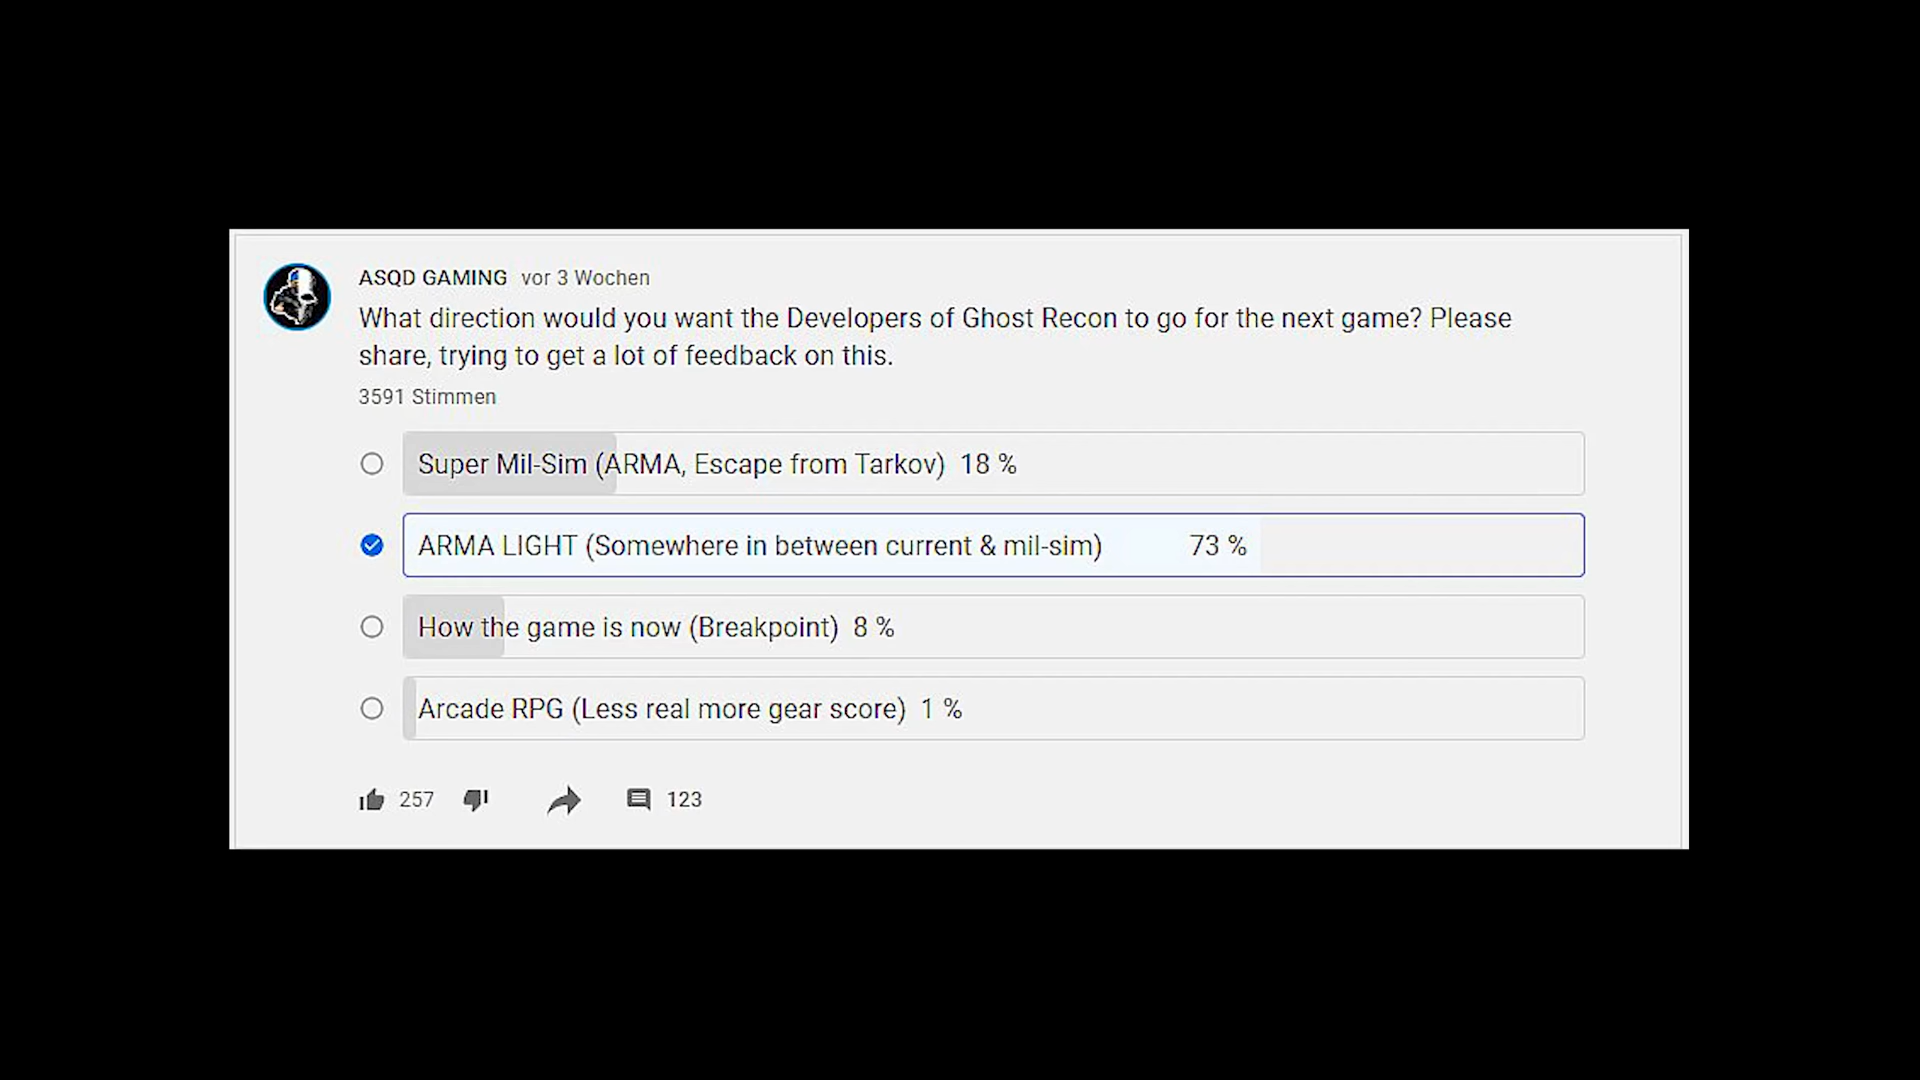 ASQD GAMING vor 3 Wochen
What direction would you want the Developers of Ghost Recon to go for the next game? Please
share, trying to get a lot of feedback on this.
3591 Stimmen
Super Mil-Sim (ARMA, Escape from Tarkov) 18 %
ARMA LIGHT (Somewhere in between current & mil-sim) 73 %
How the game is now (Breakpoint) 8 %
Arcade RPG (Less real more gear score) 1 %
257 123